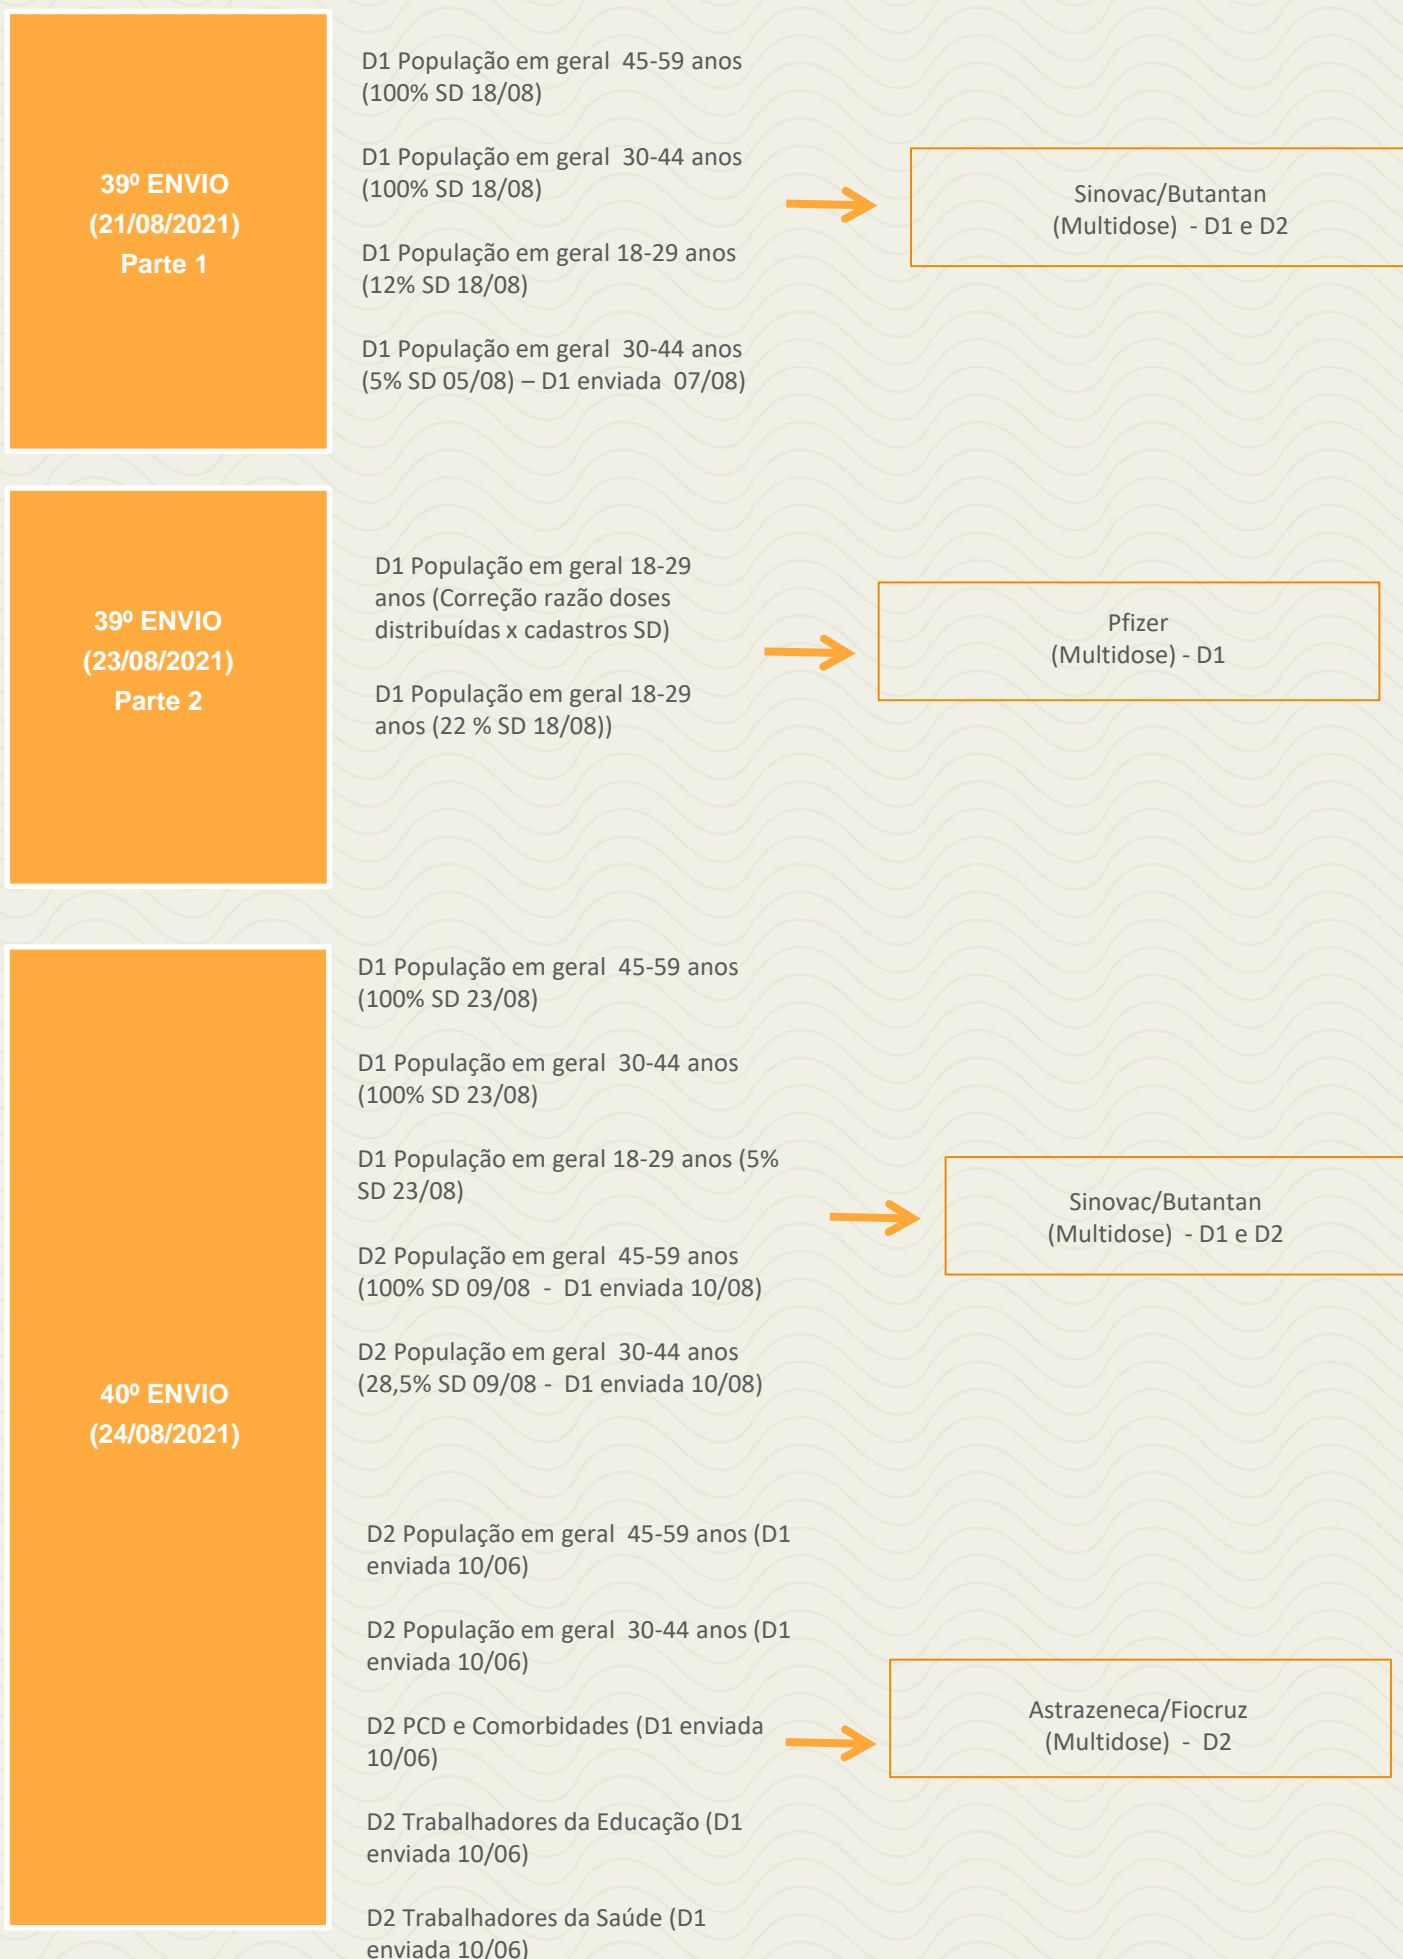 39º ENVIO
(21/08/2021)
Parte 1
D1 População em geral  45-59 anos
(100% SD 18/08)
D1 População em geral  30-44 anos
(100% SD 18/08)
D1 População em geral 18-29 anos
(12% SD 18/08)
D1 População em geral  30-44 anos
(5% SD 05/08) – D1 enviada  07/08)
Sinovac/Butantan
(Multidose)  - D1 e D2
39º ENVIO
(23/08/2021)
Parte 2
D1 População em geral 18-29
anos (Correção razão doses
distribuídas x cadastros SD)
D1 População em geral 18-29
anos (22 % SD 18/08))
Pfizer
(Multidose) - D1
40º ENVIO
(24/08/2021)
D1 População em geral  45-59 anos
(100% SD 23/08)
D1 População em geral  30-44 anos
(100% SD 23/08)
D1 População em geral 18-29 anos (5%
SD 23/08)
D2 População em geral  45-59 anos
(100% SD 09/08  -  D1 enviada 10/08)
D2 População em geral  30-44 anos
(28,5% SD 09/08 -  D1 enviada 10/08)
Sinovac/Butantan
(Multidose)  - D1 e D2
D2 População em geral  45-59 anos (D1
enviada 10/06)
D2 População em geral  30-44 anos (D1
enviada 10/06)
D2 PCD e Comorbidades (D1 enviada
10/06)
D2 Trabalhadores da Educação (D1
enviada 10/06)
D2 Trabalhadores da Saúde (D1
enviada 10/06)
Astrazeneca/Fiocruz
(Multidose)  -  D2